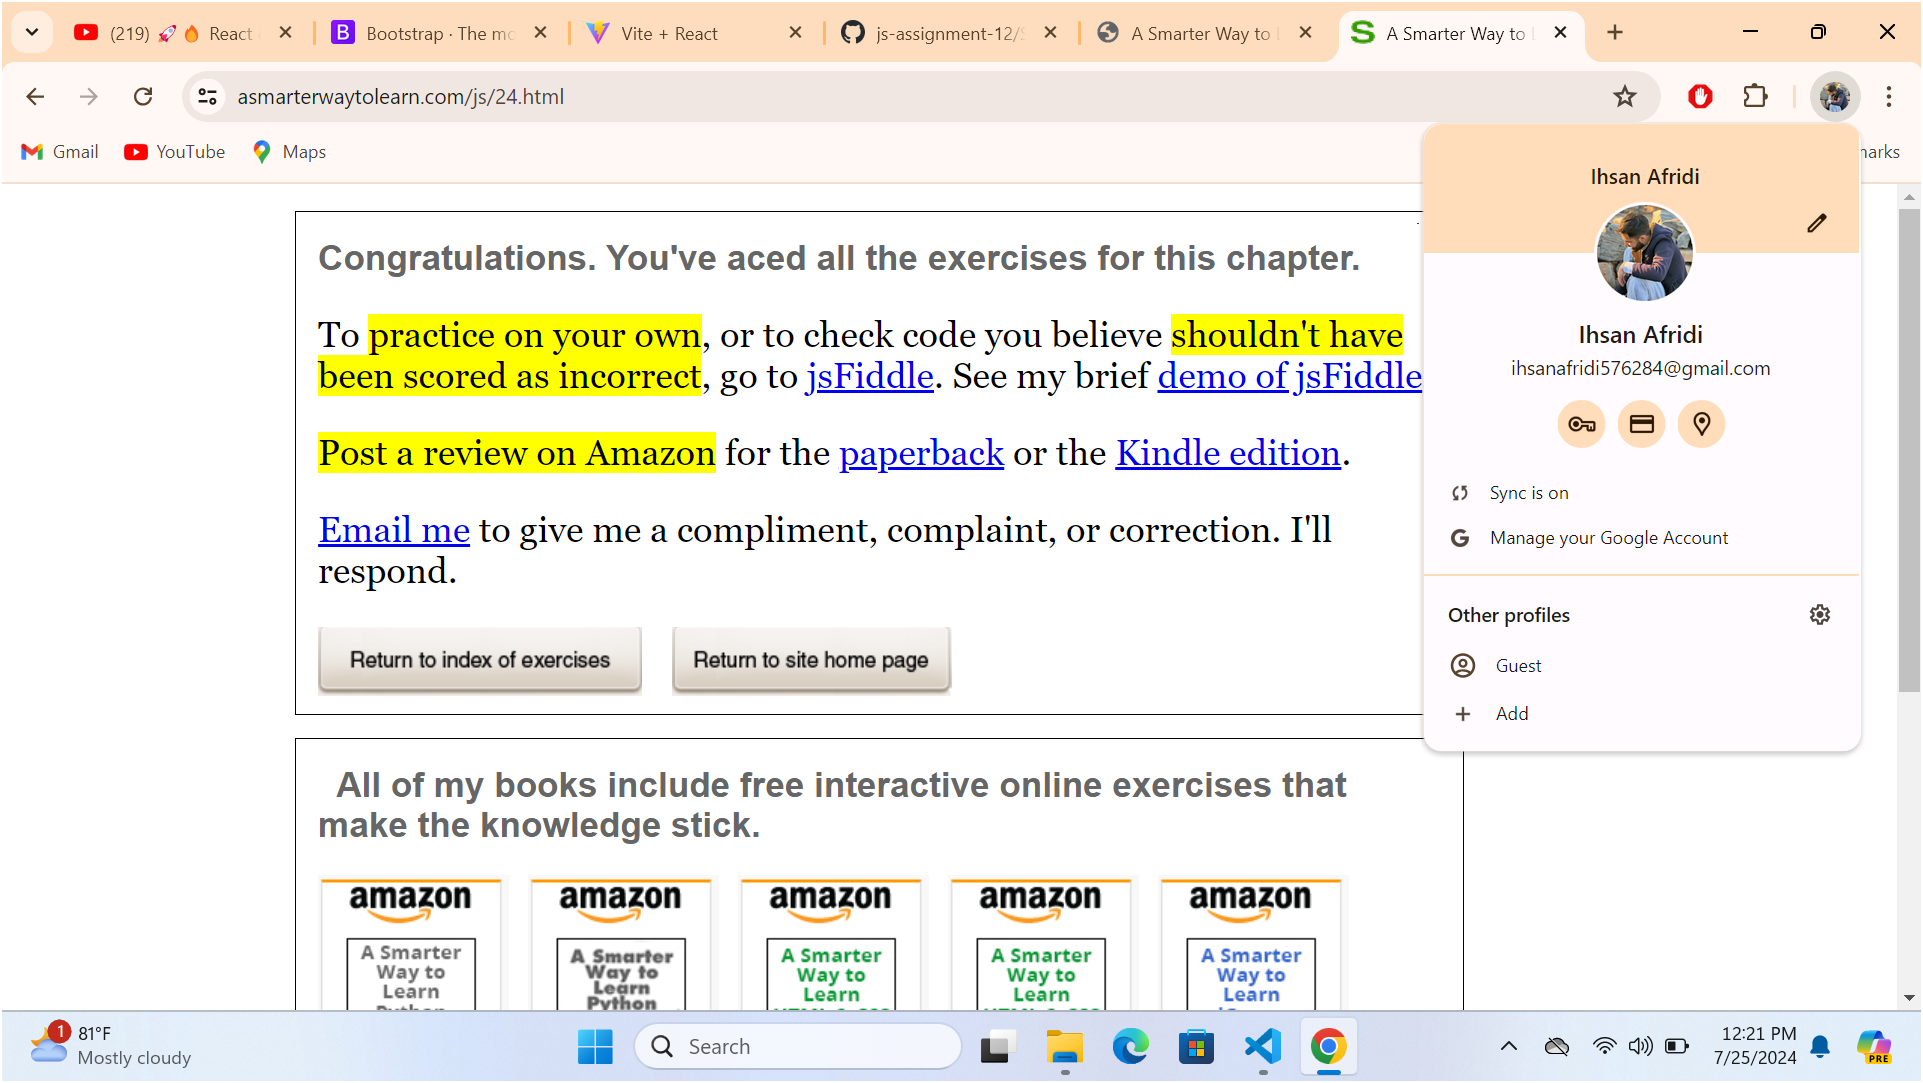 (219) 🚀🔥 React
Bootstrap · The mo
Vite + React
js-assignment-12/
A Smarter Way to
A Smarter Way to
asmarterwaytolearn.com/js/24.html
Gmail
YouTube
Maps
arks
Congratulations. You've aced all the exercises for this chapter.
To practice on your own, or to check code you believe shouldn't have
been scored as incorrect, go to jsFiddle. See my brief demo of jsFiddle
Post a review on Amazon for the paperback or the Kindle edition.
Email me to give me a compliment, complaint, or correction. I'll
respond.
Return to index of exercises
Return to site home page
Ihsan Afridi
Ihsan Afridi
ihsanafridi576284@gmail.com
Sync is on
Manage your Google Account
Other profiles
Guest
Add
All of my books include free interactive online exercises that
make the knowledge stick.
amazon
A Smarter
Way to
Learn
Python
amazon
A Smarter
Way to
Learn
Python
amazon
A Smarter
Way to
Learn
HTML & CSS
amazon
A Smarter
Way to
Learn
HTML & CSS
amazon
A Smarter
Way to
Learn
1
81°F
Mostly cloudy
Search
12:21 PM
7/25/2024
PRE